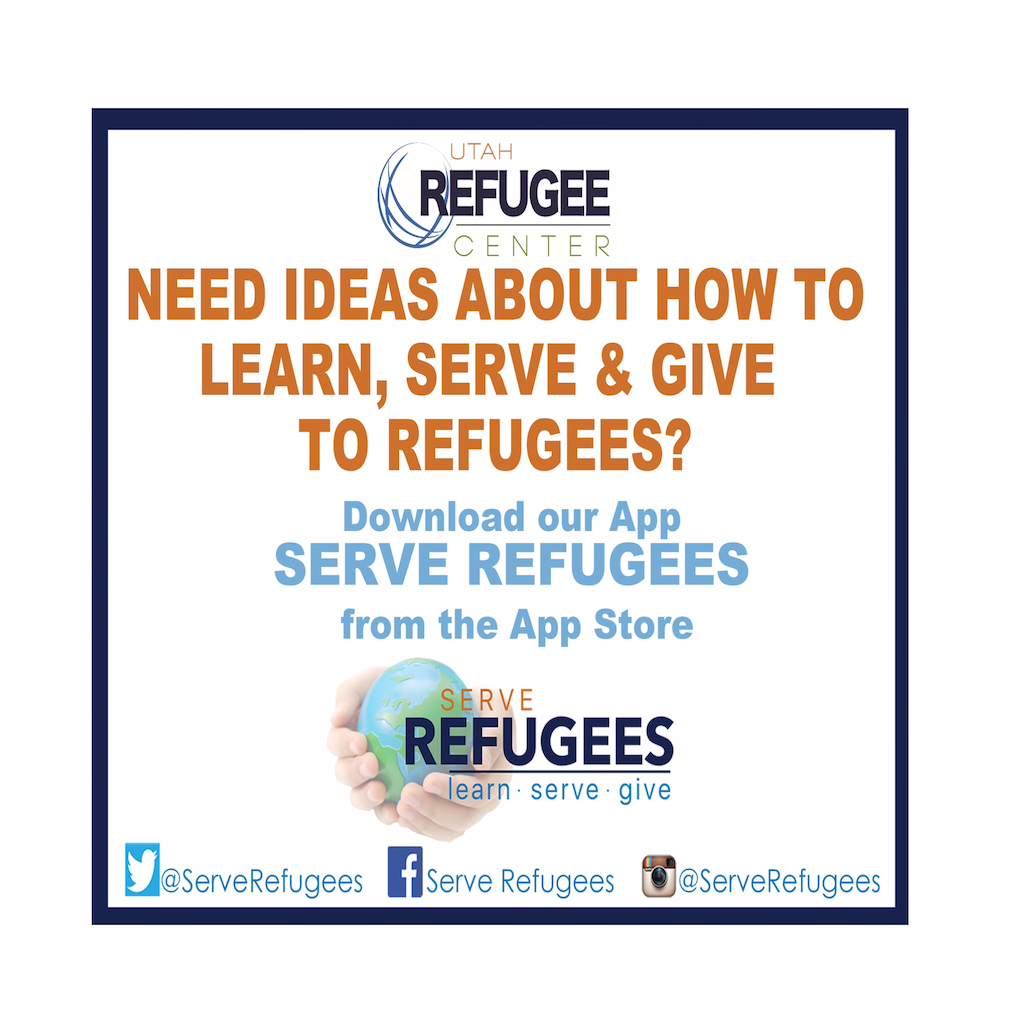 UTAH
REFUGEE
CENTER
NEED IDEAS ABOUT HOW TO
LEARN, SERVE & GIVE
TO REFUGEES?
Download our App
SERVE REFUGEES
from the App Store
SERVE
REFUGEES
learn · serve · give
@ServeRefugees Serve Refugees @ServeRefugees